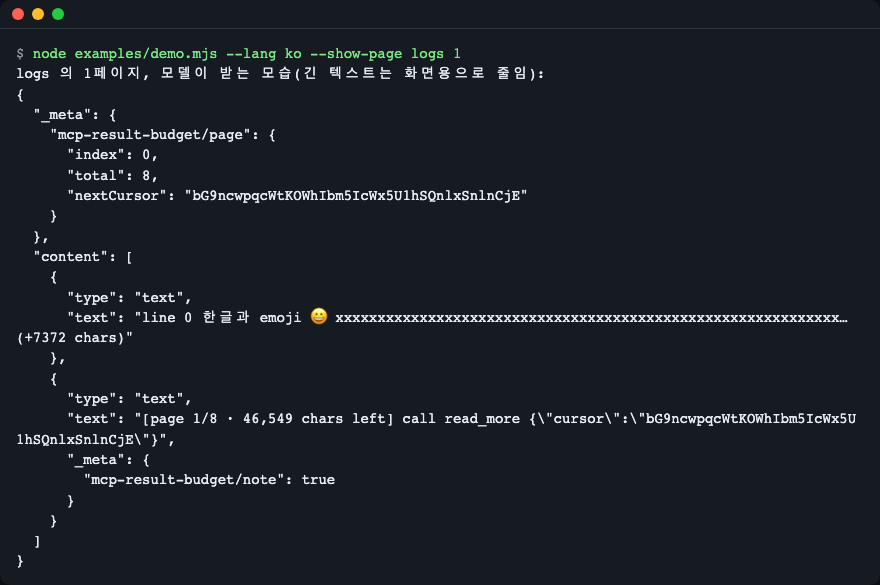 $ node examples/demo.mjs --lang ko --show-page logs 1
logs 의 1페이지, 모델이 받는 모습(긴 텍스트는 화면용으로 줄임):
{
  "_meta": {
    "mcp-result-budget/page": {
      "index": 0,
      "total": 8,
      "nextCursor": "bG9ncwpqcWtKOWhIbm5IcWx5U1hSQnlxSnlnCjE"
    }
  },
  "content": [
    {
      "type": "text",
      "text": "line 0 한글과 emoji 😀 xxxxxxxxxxxxxxxxxxxxxxxxxxxxxxxxxxxxxxxxxxxxxxxxxxxxxxxxxxxx…
(+7372 chars)"
    },
    {
      "type": "text",
      "text": "[page 1/8 · 46,549 chars left] call read_more {\"cursor\":\"bG9ncwpqcWtKOWhIbm5IcWx5U
1hSQnlxSnlnCjE\"}",
      "_meta": {
        "mcp-result-budget/note": true
      }
    }
  ]
}